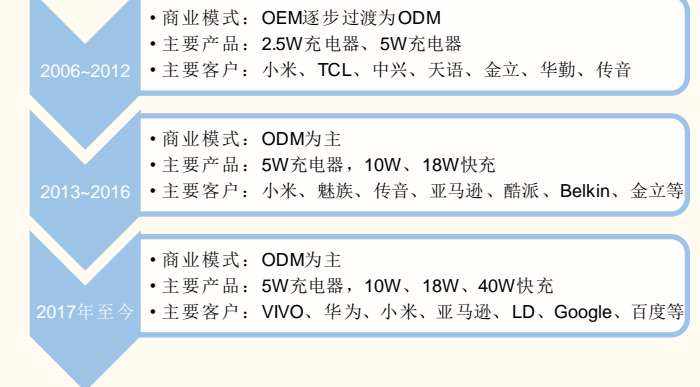 • 商业模式：OEM逐步过渡为ODM
• 主要产品：2.5W充电器、5W充电器
2006~2012
• 主要客户：小米、TCL、中兴、天语、金立、华勤、传音
• 商业模式：ODM为主
• 主要产品：5W充电器，10W、18W快充
2013~2016
• 主要客户：小米、魅族、传音、亚马逊、酷派、Belkin、金立等
• 商业模式：ODM为主
• 主要产品：5W充电器，10W、18W、40W快充
2017年至今
• 主要客户：VIVO、华为、小米、亚马逊、LD、Google、百度等